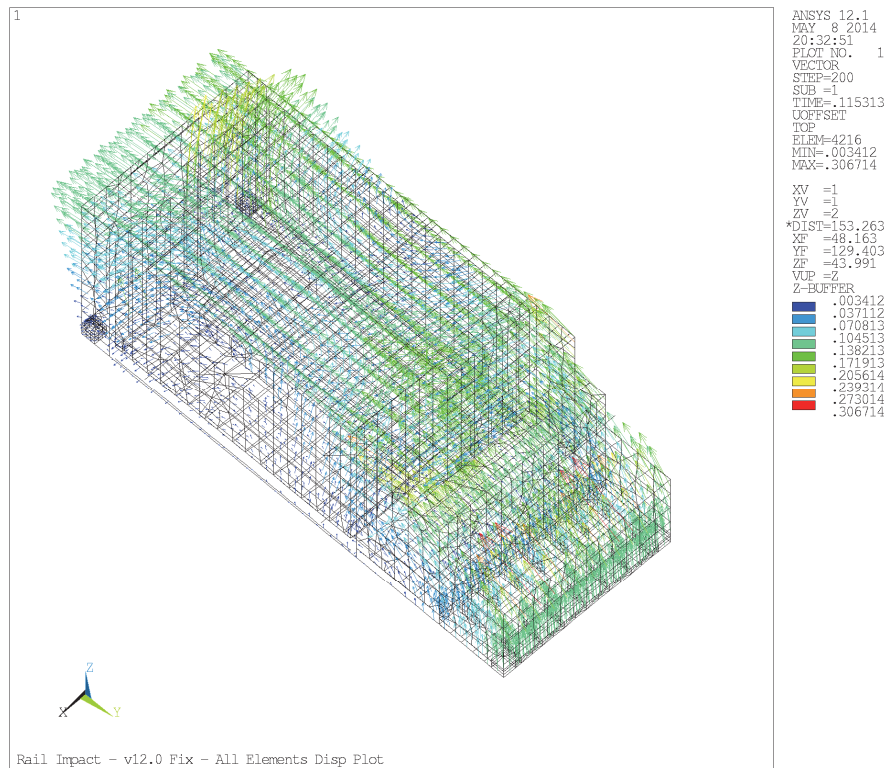 1
ANSYS 12.1
MAY 8 2014
20:32:51
PLOT NO. 1
VECTOR
STEP=200
SUB =1
TIME=.115313
UOFFSET
TOP
ELEM=4216
MIN=.003412
MAX=.306714
XV =1
YV =1
ZV =2
*DIST=153.263
XF =48.163
YF =129.403
ZF =43.991
VUP =Z
Z-BUFFER
.003412
.037112
.070813
.104513
.138213
.171913
.205614
.239314
.273014
.306714
Z
X
Y
Rail Impact - v12.0 Fix - All Elements Disp Plot